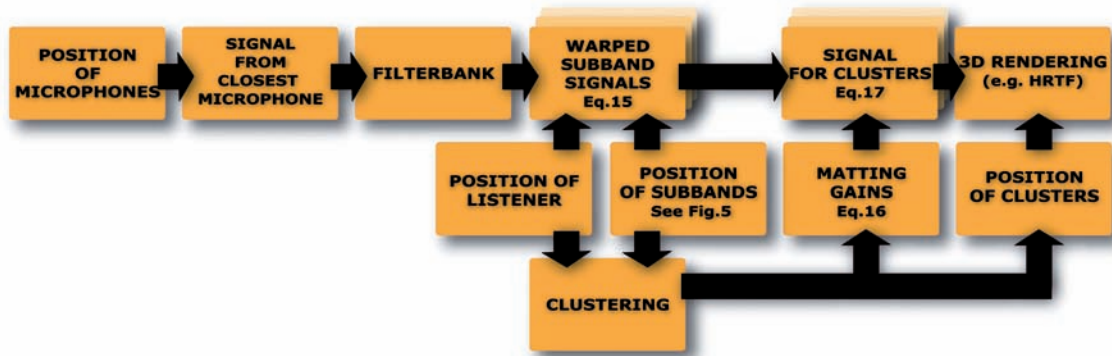 POSITION
OF
MICROPHONES
SIGNAL
FROM
CLOSEST
MICROPHONE
FILTERBANK
WARPED
SUBBAND
SIGNALS
Eq.15
SIGNAL
FOR CLUSTERS
Eq.17
3D RENDERING
(e.g. HRTF)
POSITION OF
LISTENER
POSITION
OF SUBBANDS
See Fig.5
MATTING
GAINS
Eq.16
POSITION
OF CLUSTERS
CLUSTERING